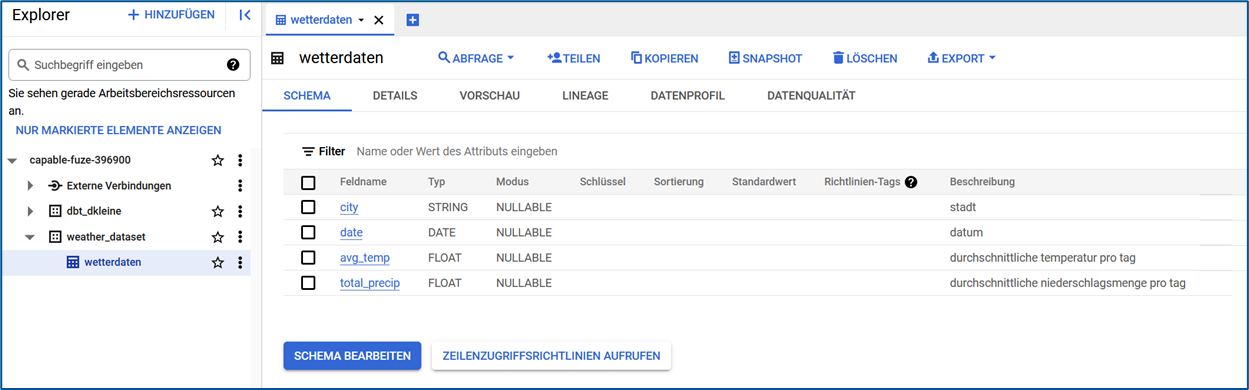 Explorer
+ HINZUFÜGEN
Suchbegriff eingeben
Sie sehen gerade Arbeitsbereichsressourcen
an.
NUR MARKIERTE ELEMENTE ANZEIGEN
capable-fuze-396900
Externe Verbindungen
dbt_dkleine
weather_dataset
wetterdaten
wetterdaten
wetterdaten
ABFRAGE TEILEN KOPIEREN SNAPSHOT LÖSCHEN EXPORT
SCHEMA DETAILS VORSCHAU LINEAGE DATENPROFIL DATENQUALITÄT
Filter Name oder Wert des Attributs eingeben
Feldname Typ Modus Schlüssel Sortierung Standardwert Richtlinien-Tags Beschreibung
city STRING NULLABLE stadt
date DATE NULLABLE datum
avg_temp FLOAT NULLABLE durchschnittliche temperatur pro tag
total_precip FLOAT NULLABLE durchschnittliche niederschlagsmenge pro tag
SCHEMA BEARBEITEN ZEILENZUGRIFFSRICHTLINIEN AUFRUFEN